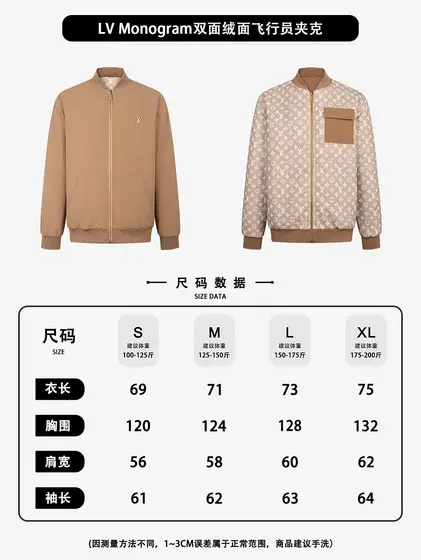 LV Monogram双面绒面飞行员夹克
尺码数据
SIZE DATA
尺码 S M L XL
SIZE 建议体重 建议体重 建议体重 建议体重
100-125斤 125-150斤 150-175斤 175-200斤
衣长 69 71 73 75
胸围 120 124 128 132
肩宽 56 58 60 62
袖长 61 62 63 64
(因测量方法不同，1~3CM误差属于正常范围，商品建议手洗)